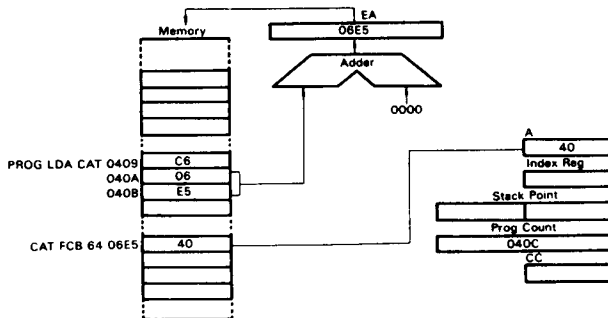 EA
Memory
06E5
Adder
0000
A
PROG LDA CAT 0409 C6
40
040A 06
Index Reg
040B E5
Stack Point
Prog Count
CAT FCB 64 06E5 40
040C
CC